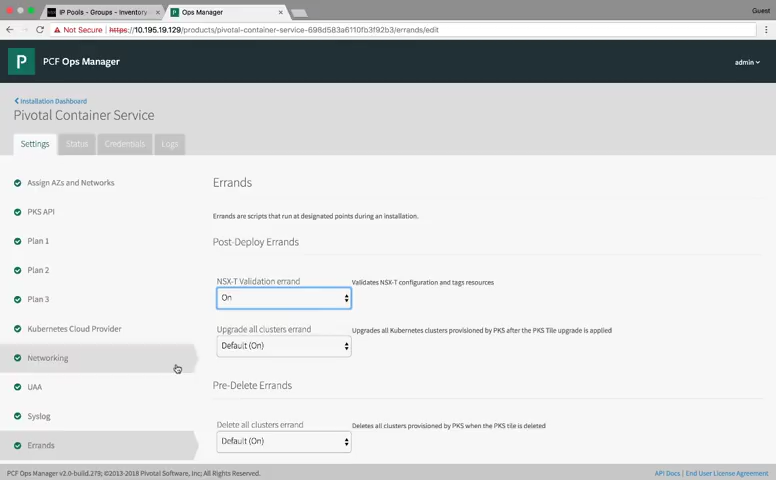 IP Pools - Groups - Inventory
Ops Manager
Guest
Not Secure
https://10.195.19.129/products/pivotal-container-service-698d583a6110fb3f92b3/errands/edit
P
PCF Ops Manager
admin
Installation Dashboard
Pivotal Container Service
Settings
Status
Credentials
Logs
Assign AZs and Networks
PKS API
Plan 1
Plan 2
Plan 3
Kubernetes Cloud Provider
Networking
UAA
Syslog
Errands
Errands
Errands are scripts that run at designated points during an installation.
Post-Deploy Errands
NSX-T Validation errand
Validates NSX-T configuration and tags resources
On
Upgrade all clusters errand
Upgrades all Kubernetes clusters provisioned by PKS after the PKS Tile upgrade is applied
Default (On)
Pre-Delete Errands
Delete all clusters errand
Deletes all clusters provisioned by PKS when the PKS tile is deleted
Default (On)
PCF Ops Manager v2.0-build.279; ©2013-2018 Pivotal Software, Inc; All Rights Reserved.
API Docs | End User License Agreement